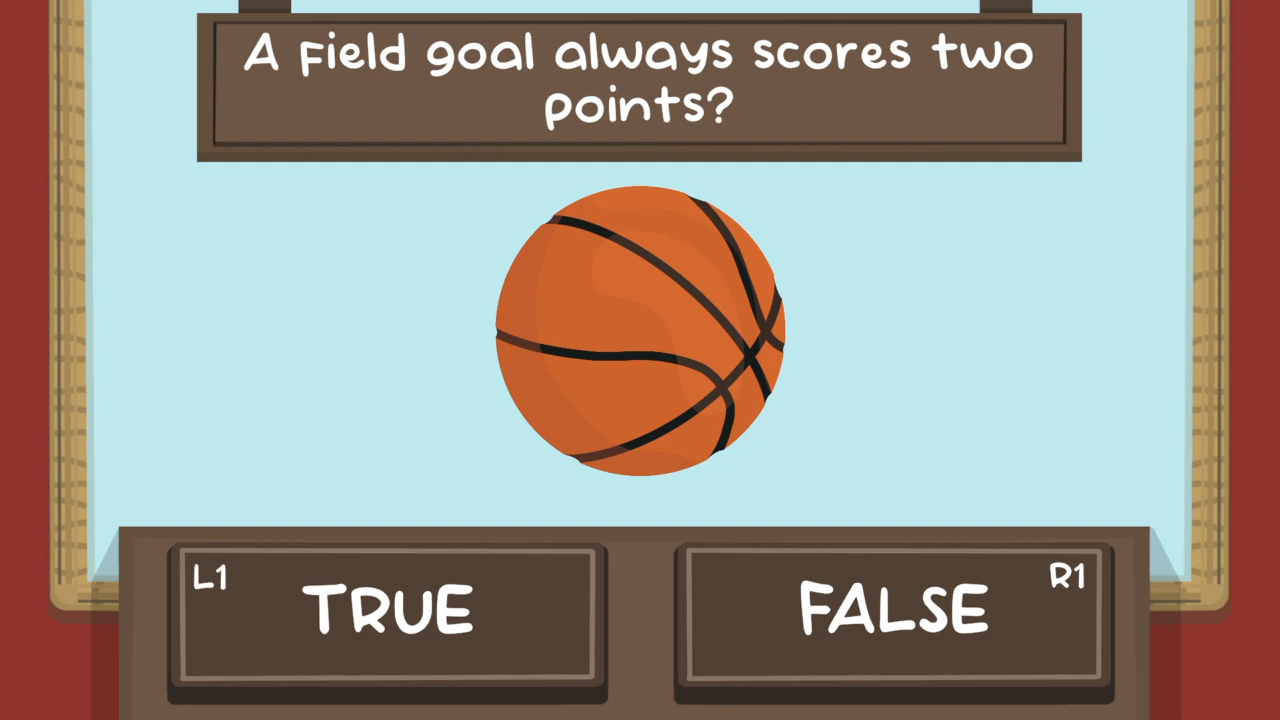 A field goal always scores two
points?
L1
TRUE
FALSE
R1